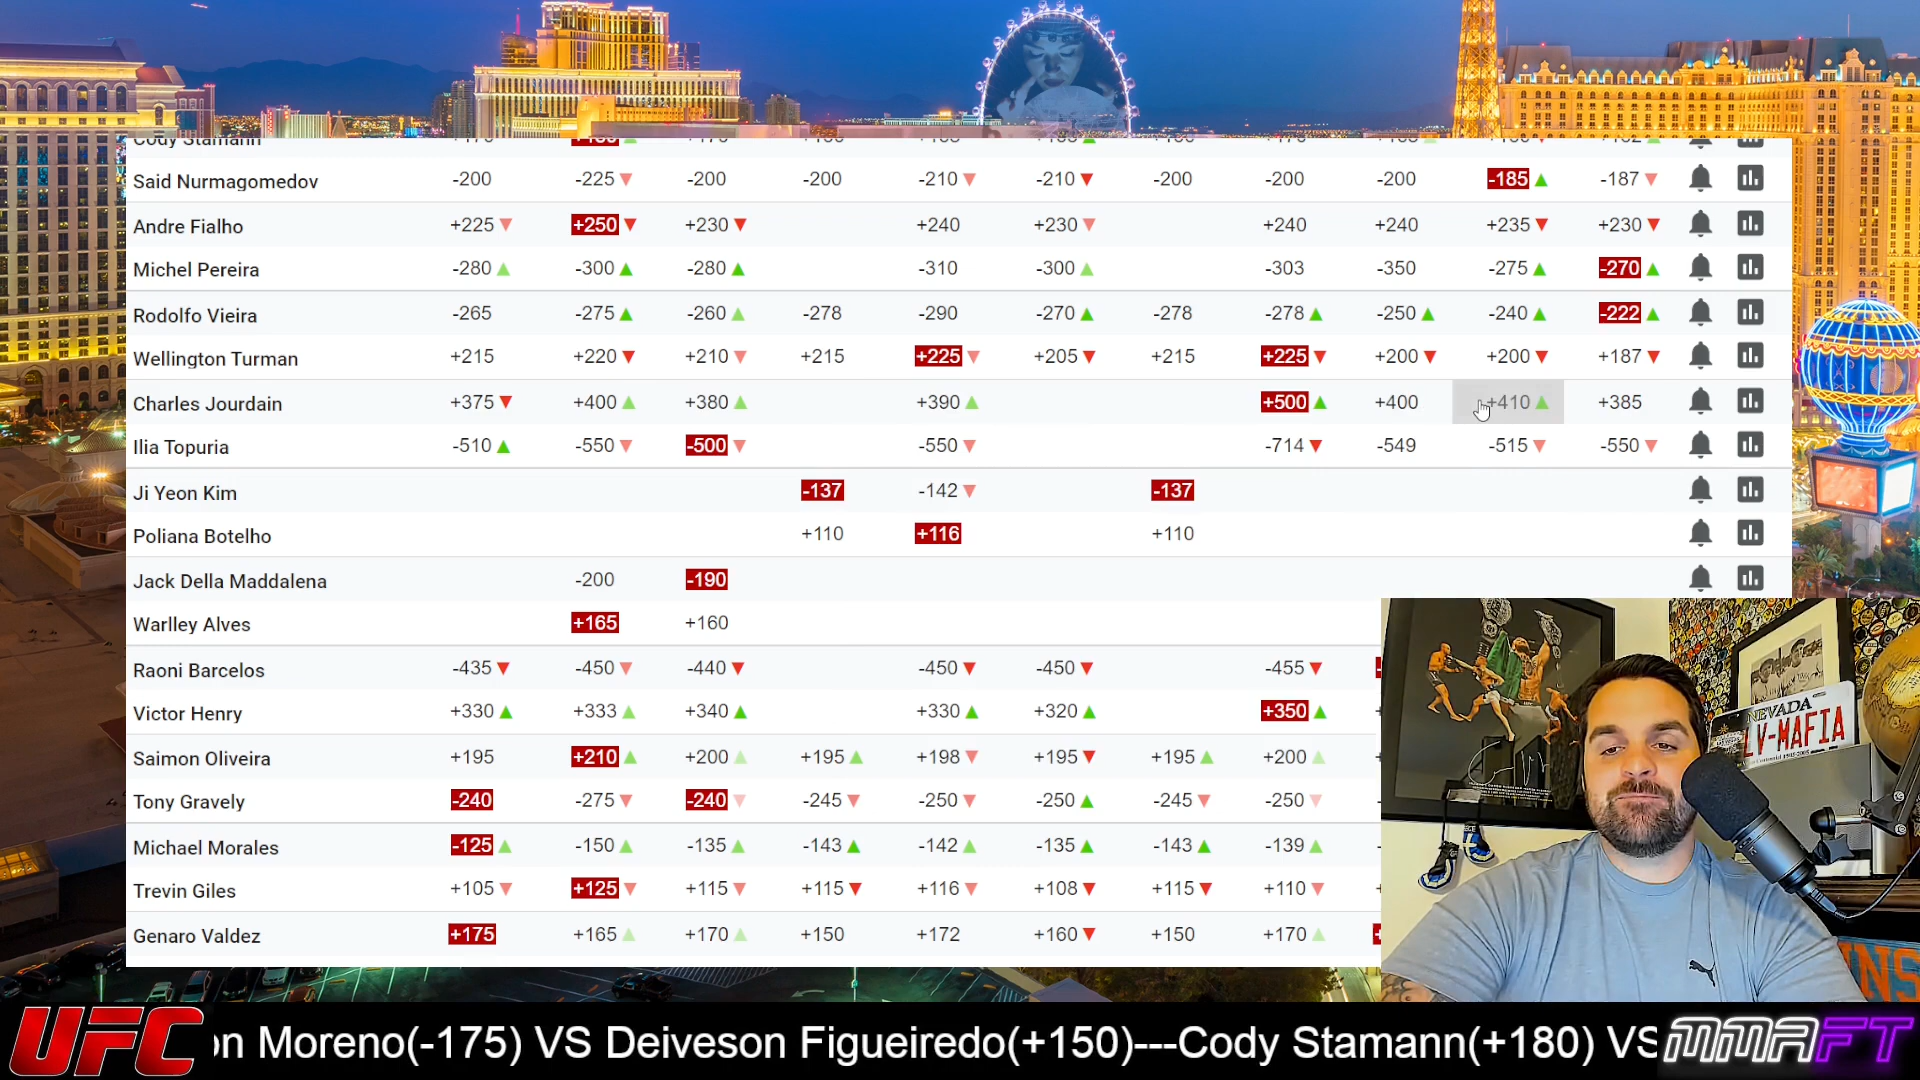 Cody Stamann
Said Nurmagomedov -200 -225 -200 -200 -210 -210 -200 -200 -200 -185 -187
Andre Fialho +225 +250 +230 +240 +230 +240 +240 +235 +230
Michel Pereira -280 -300 -280 -310 -300 -303 -350 -275 -270
Rodolfo Vieira -265 -275 -260 -278 -290 -270 -278 -278 -250 -240 -222
Wellington Turman +215 +220 +210 +215 +225 +205 +215 +225 +200 +200 +187
Charles Jourdain +375 +400 +380 +390 +500 +400 +410 +385
Ilia Topuria -510 -550 -500 -550 -714 -549 -515 -550
Ji Yeon Kim -137 -142 -137
Poliana Botelho +110 +116 +110
Jack Della Maddalena -200 -190
Warlley Alves +165 +160
Raoni Barcelos -435 -450 -440 -450 -450 -455
Victor Henry +330 +333 +340 +330 +320 +350
Saimon Oliveira +195 +210 +200 +195 +198 +195 +195 +200
Tony Gravely -240 -275 -240 -245 -250 -250 -245 -250
Michael Morales -125 -150 -135 -143 -142 -135 -143 -139
Trevin Giles +105 +125 +115 +115 +116 +108 +115 +110
Genaro Valdez +175 +165 +170 +150 +172 +160 +150 +170
NEVADA
LV-MAFIA
UFC on Moreno(-175) VS Deiveson Figueiredo(+150)---Cody Stamann(+180) VS MMAFT